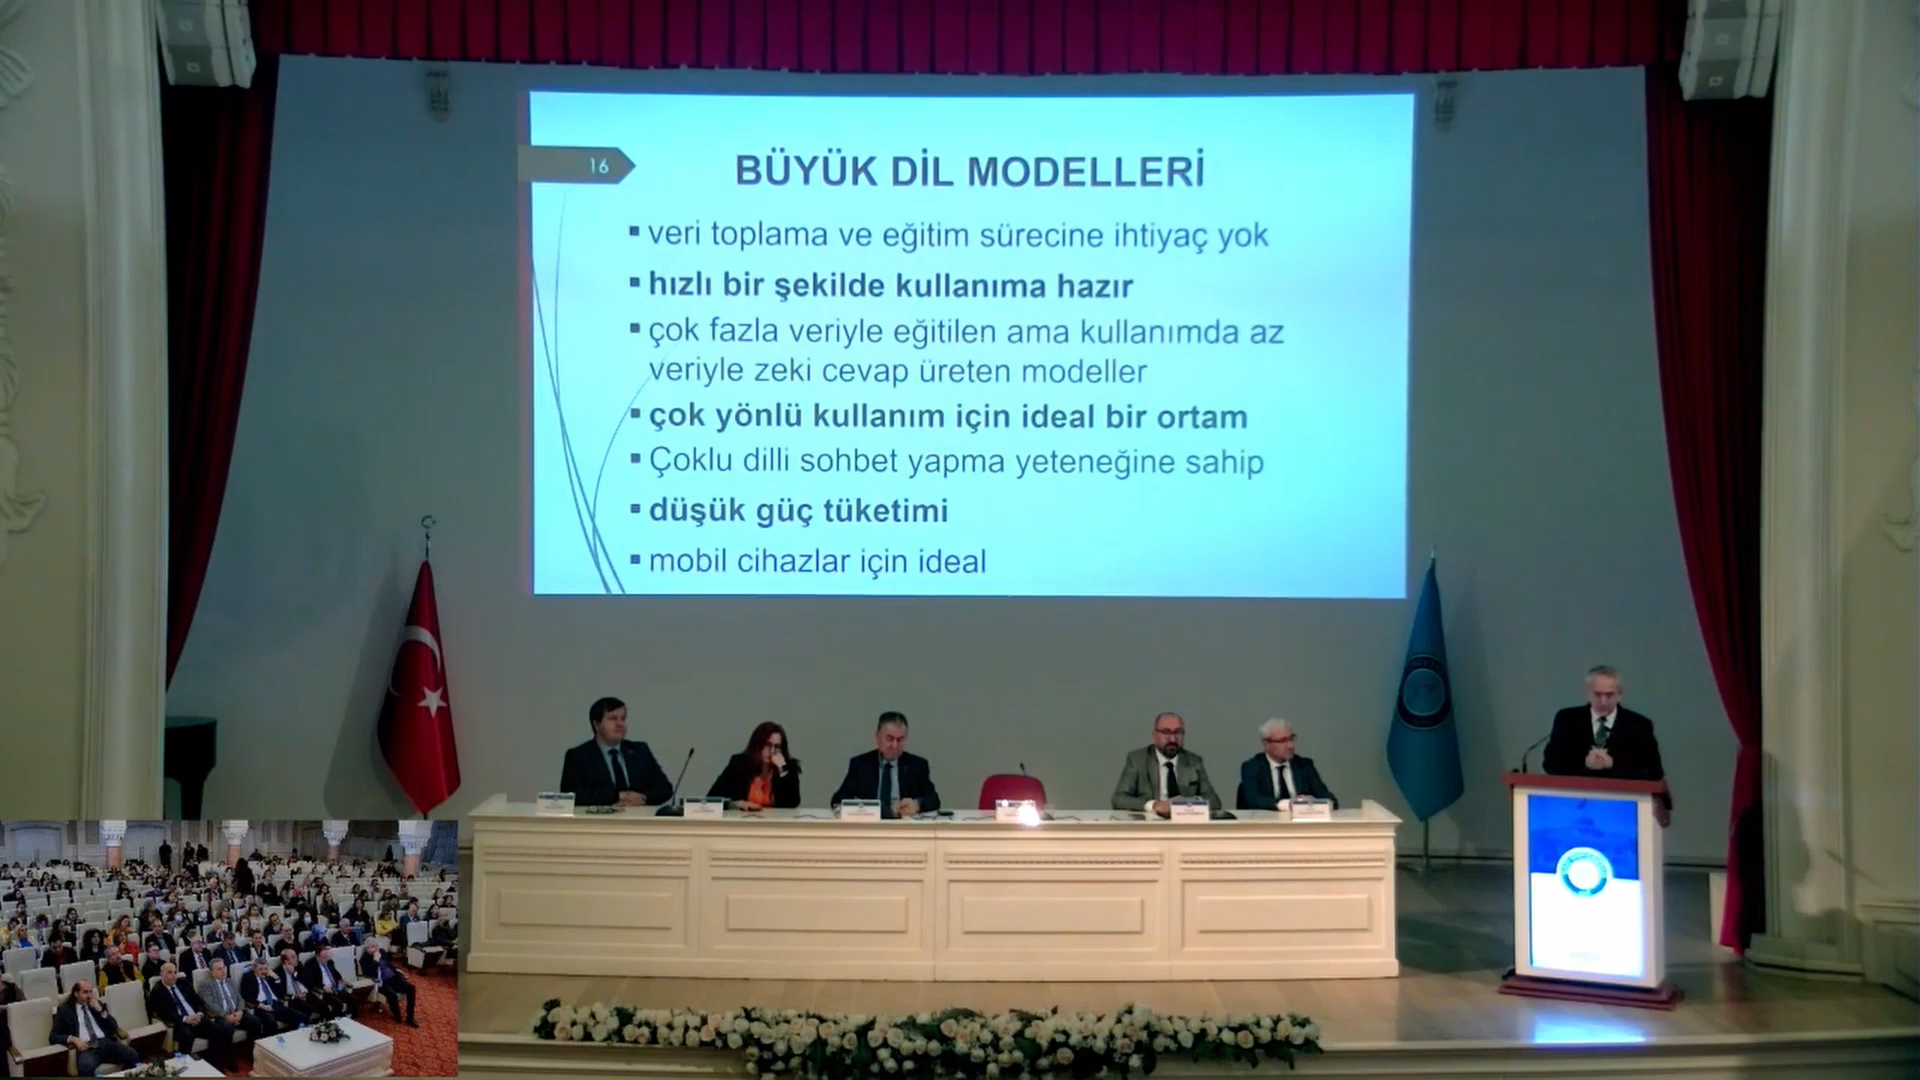 16
BÜYÜK DİL MODELLERİ
▪ veri toplama ve eğitim sürecine ihtiyaç yok
▪ hızlı bir şekilde kullanıma hazır
▪ çok fazla veriyle eğitilen ama kullanımda az
veriyle zeki cevap üreten modeller
▪ çok yönlü kullanım için ideal bir ortam
▪ Çoklu dilli sohbet yapma yeteneğine sahip
▪ düşük güç tüketimi
▪ mobil cihazlar için ideal